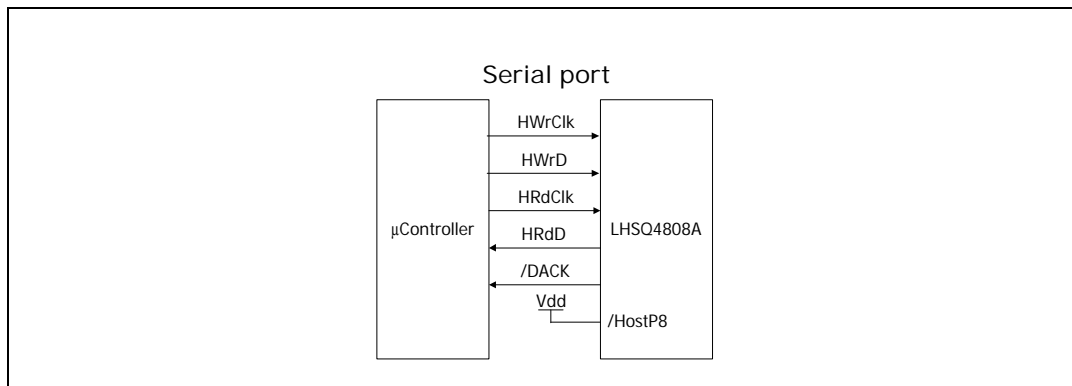 Serial port
HWrClk
HWrD
HRdClk
μController
HRdD
LHSQ4808A
/DACK
Vdd
/HostP8